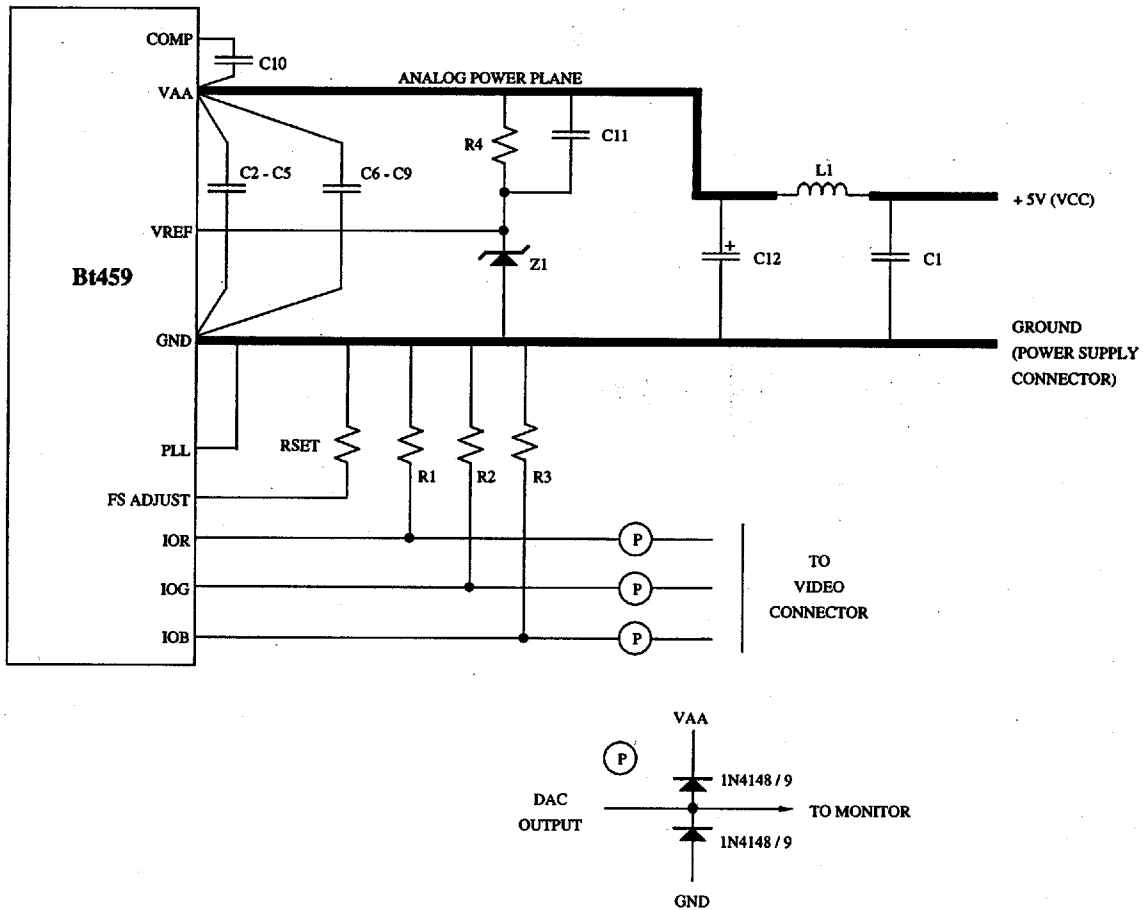 COMP
C10
ANALOG POWER PLANE
VAA
R4
C11
L1
C2 - C5
C6 - C9
+ 5V (VCC)
VREF
Z1
C12
C1
Bt459
GND
GROUND
(POWER SUPPLY
CONNECTOR)
PLL
RSET
R1
R2
R3
FS ADJUST
IOR
P
IOG
P
IOB
P
TO
VIDEO
CONNECTOR
VAA
P
1N4148 / 9
DAC
OUTPUT
TO MONITOR
1N4148 / 9
GND
+